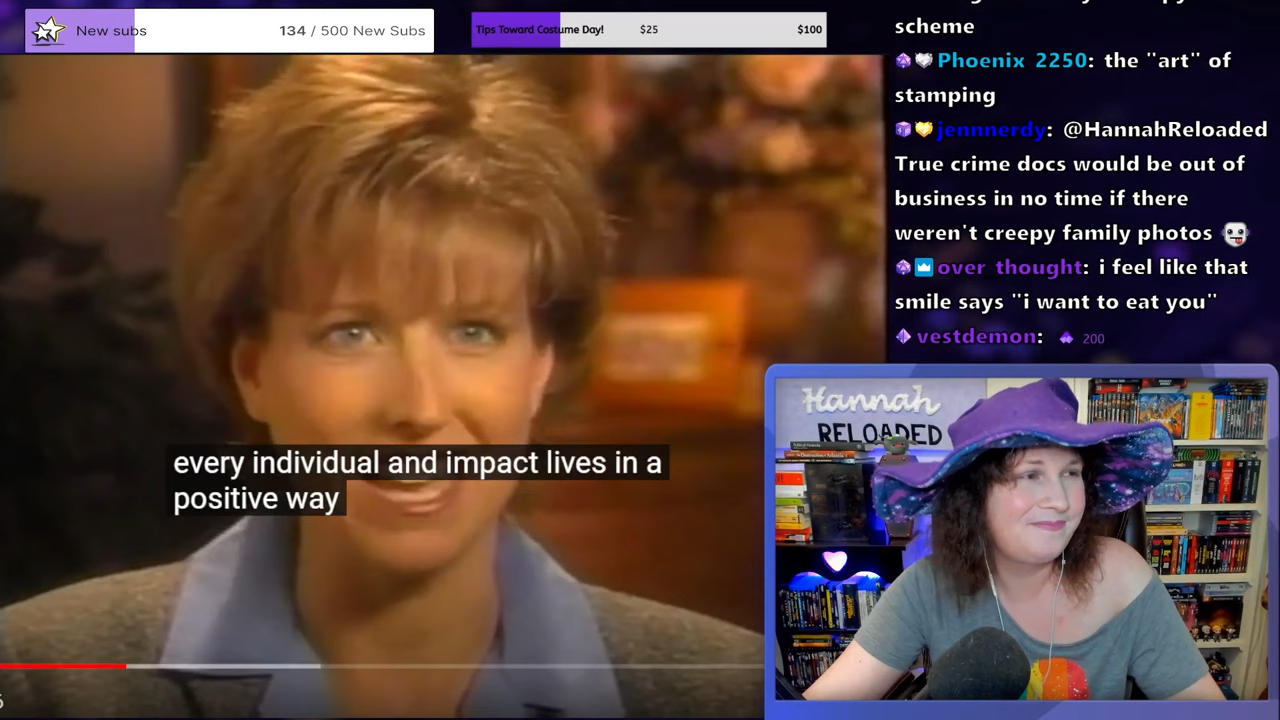 New subs
134 / 500 New Subs
Tips Toward Costume Day!
$25
$100
scheme
Phoenix 2250: the "art" of
stamping
jennnerdy: @HannahReloaded
True crime docs would be out of
business in no time if there
weren't creepy family photos
over thought: i feel like that
smile says "i want to eat you"
vestdemon: 200
every individual and impact lives in a
positive way
Hannah
RELOADED